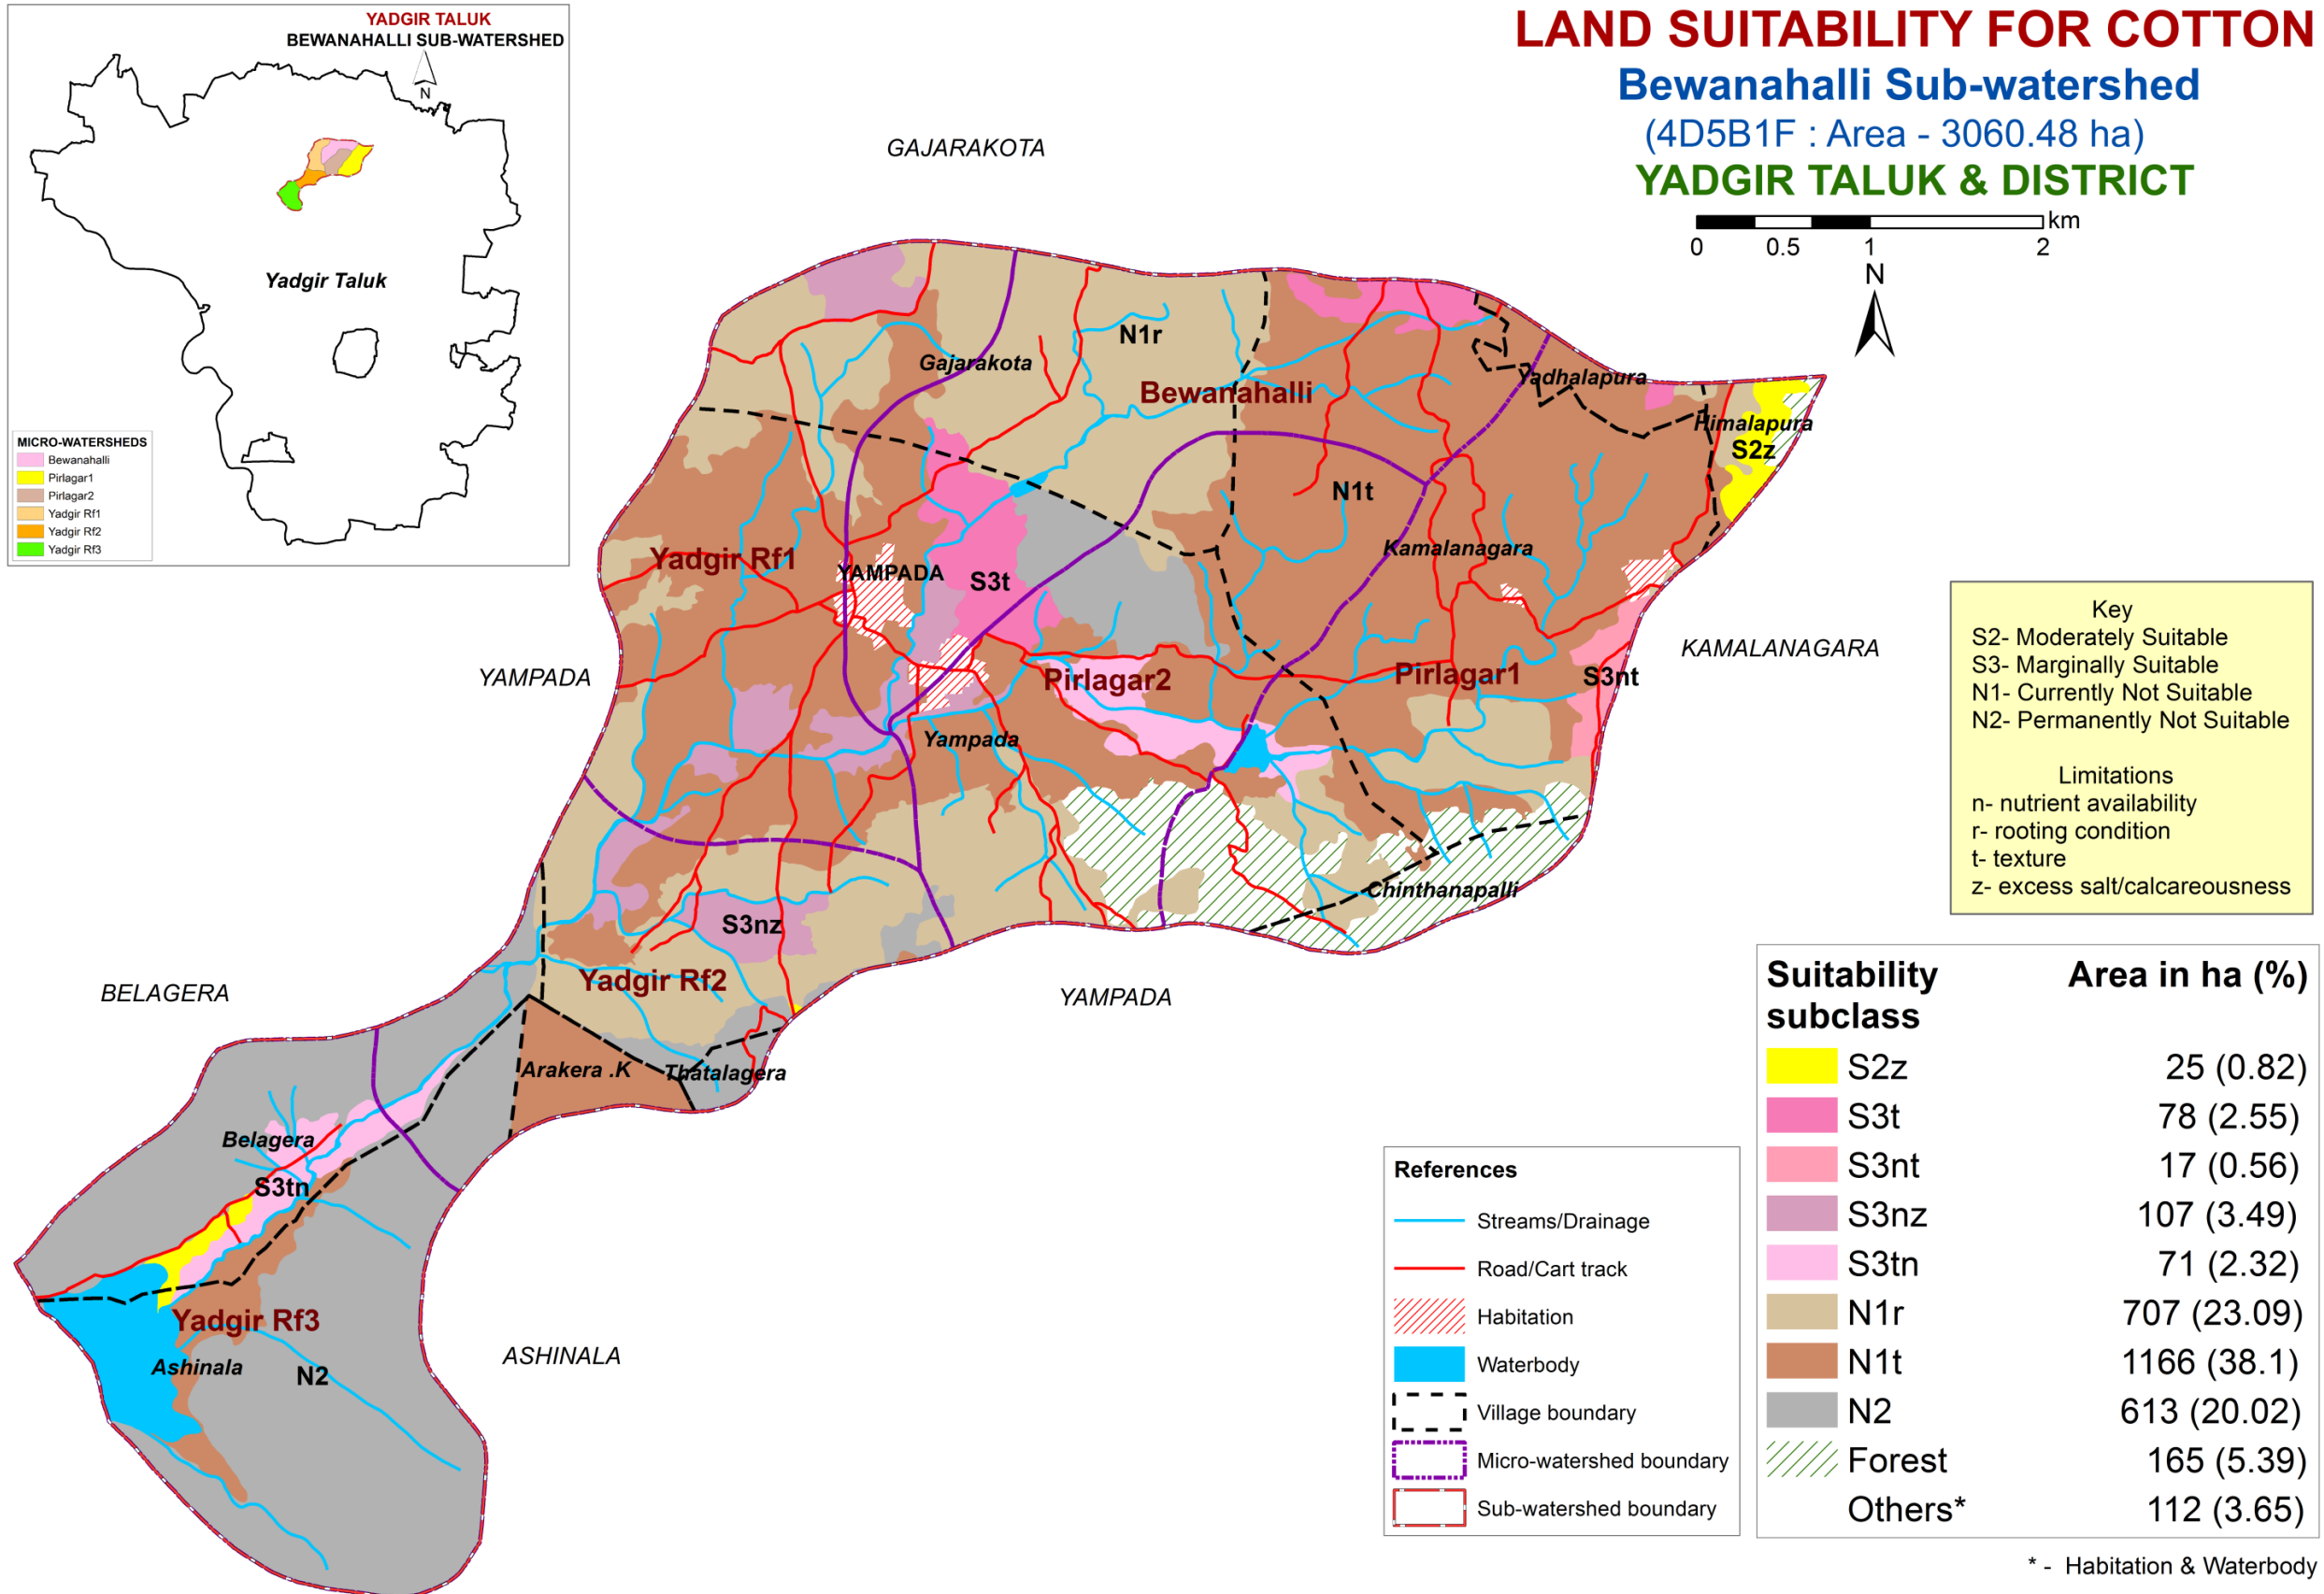 YADGIR TALUK
BEWANAHALLI SUB-WATERSHED
N
Yadgir Taluk
MICRO-WATERSHEDS
Bewanahalli
Pirlagar1
Pirlagar2
Yadgir Rf1
Yadgir Rf2
Yadgir Rf3
LAND SUITABILITY FOR COTTON
Bewanahalli Sub-watershed
(4D5B1F : Area - 3060.48 ha)
YADGIR TALUK & DISTRICT
km
0 0.5 1 2
N
GAJARAKOTA
N1r
Gajarakota
Bewanahalli
Yadhalapura
Himalapura
S2z
N1t
Kamalanagara
Yadgir Rf1
YAMPADA
S3t
KAMALANAGARA
YAMPADA
Pirlagar2
Pirlagar1
S3nt
Yampada
Chinthanapalli
S3nz
Yadgir Rf2
BELAGERA
YAMPADA
Arakera .K
Thatalagera
Belagera
S3tn
Yadgir Rf3
Ashinala
N2
ASHINALA
Key
S2- Moderately Suitable
S3- Marginally Suitable
N1- Currently Not Suitable
N2- Permanently Not Suitable
Limitations
n- nutrient availability
r- rooting condition
t- texture
z- excess salt/calcareousness
References
Streams/Drainage
Road/Cart track
Habitation
Waterbody
Village boundary
Micro-watershed boundary
Sub-watershed boundary
Suitability subclass Area in ha (%)
S2z 25 (0.82)
S3t 78 (2.55)
S3nt 17 (0.56)
S3nz 107 (3.49)
S3tn 71 (2.32)
N1r 707 (23.09)
N1t 1166 (38.1)
N2 613 (20.02)
Forest 165 (5.39)
Others* 112 (3.65)
* - Habitation & Waterbody